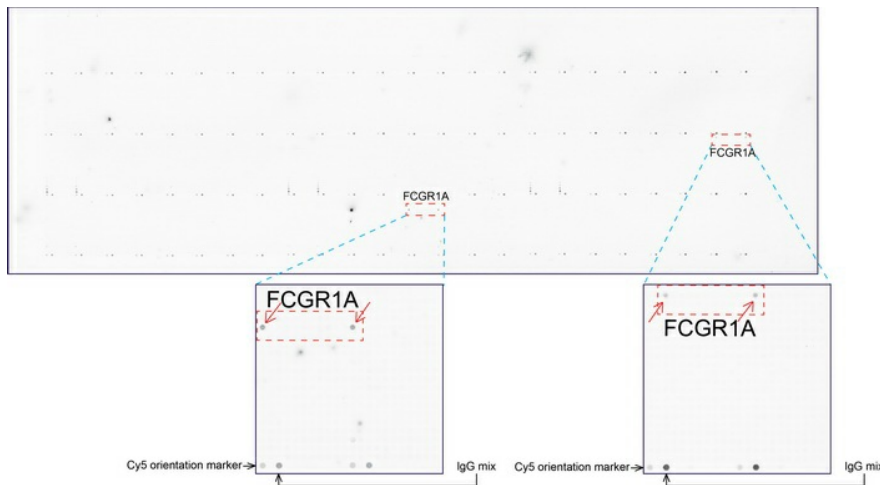 FCGR1A
FCGR1A
FCGR1A
FCGR1A
Cy5 orientation marker
IgG mix
Cy5 orientation marker
IgG mix